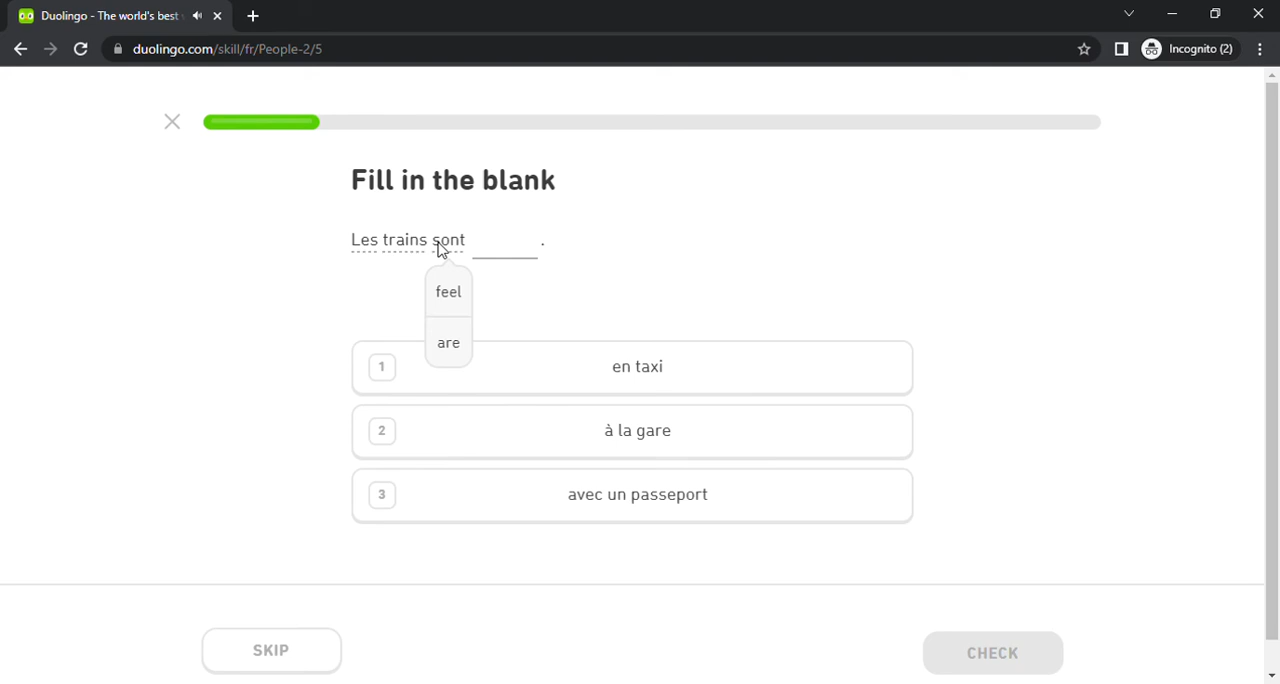 Duolingo - The world's best
duolingo.com/skill/fr/People-2/5
Incognito (2)
Fill in the blank
Les trains sont ______ .
feel
are
1 en taxi
2 à la gare
3 avec un passeport
SKIP
CHECK